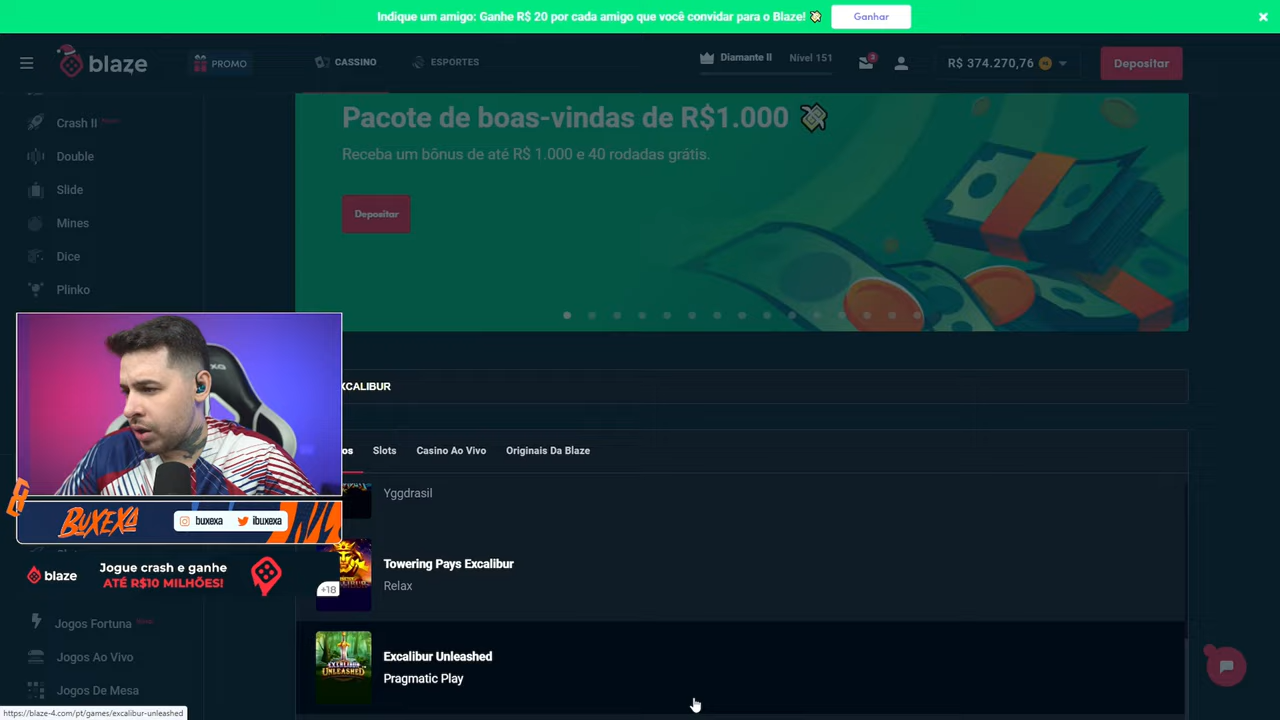 Indique um amigo: Ganhe R$ 20 por cada amigo que você convidar para o Blaze!
Ganhar
blaze
PROMO
CASSINO
ESPORTES
Diamante II
Nível 151
3
R$ 374.270,76
Depositar
Crash II
Double
Slide
Mines
Dice
Plinko
Pacote de boas-vindas de R$1.000
Receba um bônus de até R$ 1.000 e 40 rodadas grátis.
Depositar
XCALIBUR
os
Slots
Casino Ao Vivo
Originais Da Blaze
Yggdrasil
Towering Pays Excalibur
Relax
+18
Excalibur Unleashed
Pragmatic Play
EXCALIBUR
UNLEASHED
BUXEXA
buxexa
ibuxexa
blaze
Jogue crash e ganhe
ATÉ R$10 MILHÕES!
Jogos Fortuna
Jogos Ao Vivo
Jogos De Mesa
https://blaze-4.com/pt/games/excalibur-unleashed